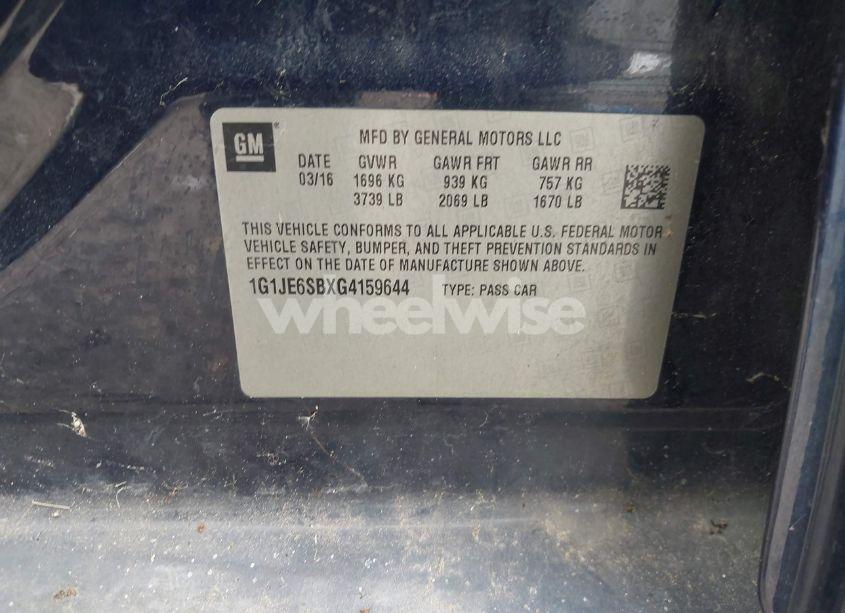 GM
MFD BY GENERAL MOTORS LLC
DATE GVWR GAWR FRT GAWR RR
03/16 1696 KG 939 KG 757 KG
3739 LB 2069 LB 1670 LB
THIS VEHICLE CONFORMS TO ALL APPLICABLE U.S. FEDERAL MOTOR
VEHICLE SAFETY, BUMPER, AND THEFT PREVENTION STANDARDS IN
EFFECT ON THE DATE OF MANUFACTURE SHOWN ABOVE.
1G1JE6SBXG4159644 TYPE: PASS CAR
wheelwise